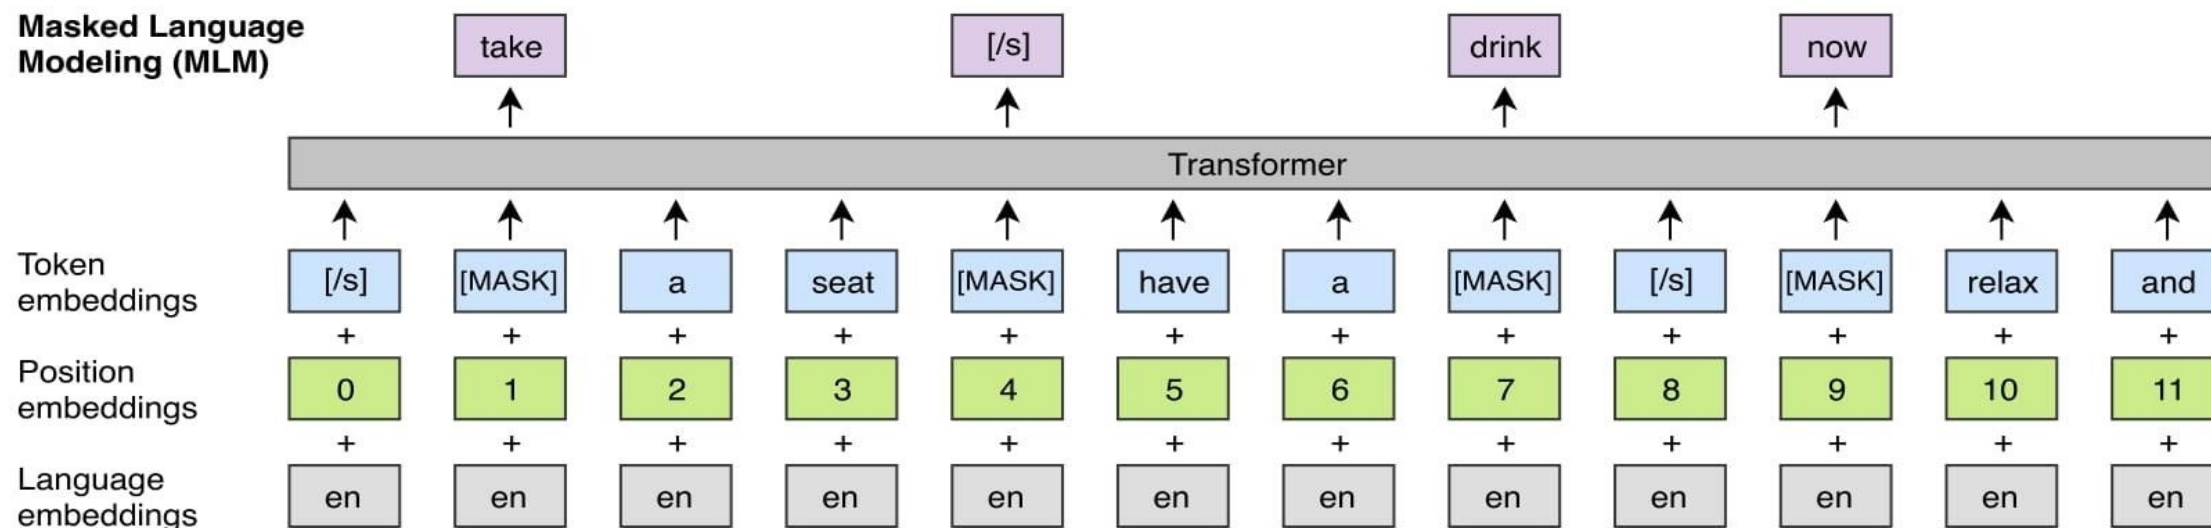 Masked Language
Modeling (MLM)
take [/s] drink now
Transformer
Token
embeddings
[/s] [MASK] a seat [MASK] have a [MASK] [/s] [MASK] relax and
+ + + + + + + + + + + +
Position
embeddings
0 1 2 3 4 5 6 7 8 9 10 11
+ + + + + + + + + + + +
Language
embeddings
en en en en en en en en en en en en